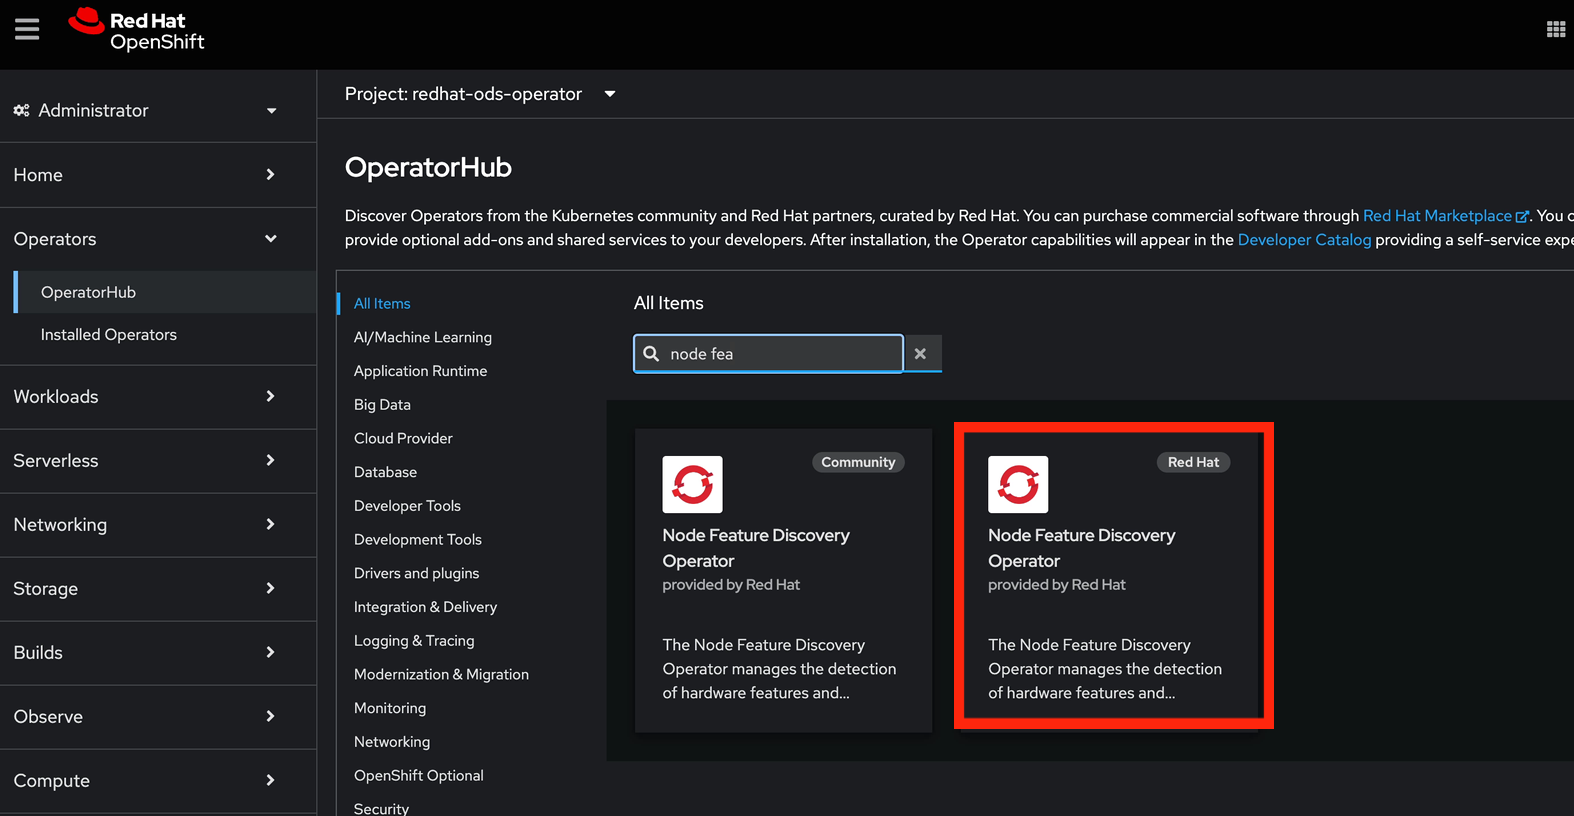 Red Hat
OpenShift
Administrator
Home
Operators
OperatorHub
Installed Operators
Workloads
Serverless
Networking
Storage
Builds
Observe
Compute
Project: redhat-ods-operator
OperatorHub
Discover Operators from the Kubernetes community and Red Hat partners, curated by Red Hat. You can purchase commercial software through Red Hat Marketplace. You c
provide optional add-ons and shared services to your developers. After installation, the Operator capabilities will appear in the Developer Catalog providing a self-service expe
All Items
AI/Machine Learning
Application Runtime
Big Data
Cloud Provider
Database
Developer Tools
Development Tools
Drivers and plugins
Integration & Delivery
Logging & Tracing
Modernization & Migration
Monitoring
Networking
OpenShift Optional
Security
All Items
node fea
Community
Node Feature Discovery
Operator
provided by Red Hat
The Node Feature Discovery
Operator manages the detection
of hardware features and...
Red Hat
Node Feature Discovery
Operator
provided by Red Hat
The Node Feature Discovery
Operator manages the detection
of hardware features and...